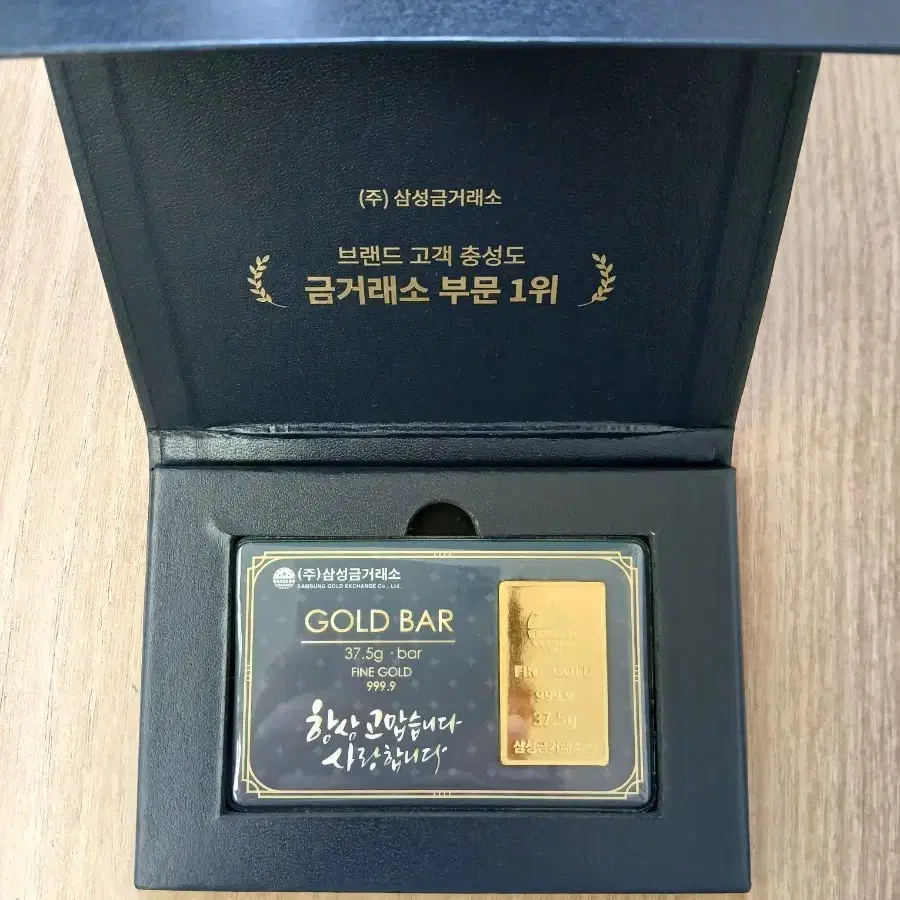 (주) 삼성금거래소
브랜드 고객 충성도
금거래소 부문 1위
(주)삼성금거래소
SAMSUNG GOLD EXCHANGE Co., Ltd.
GOLD BAR
37.5g · bar
FINE GOLD
999.9
항상 고맙습니다
사랑합니다
FINE GOLD
999.9
37.5g
삼성금거래소